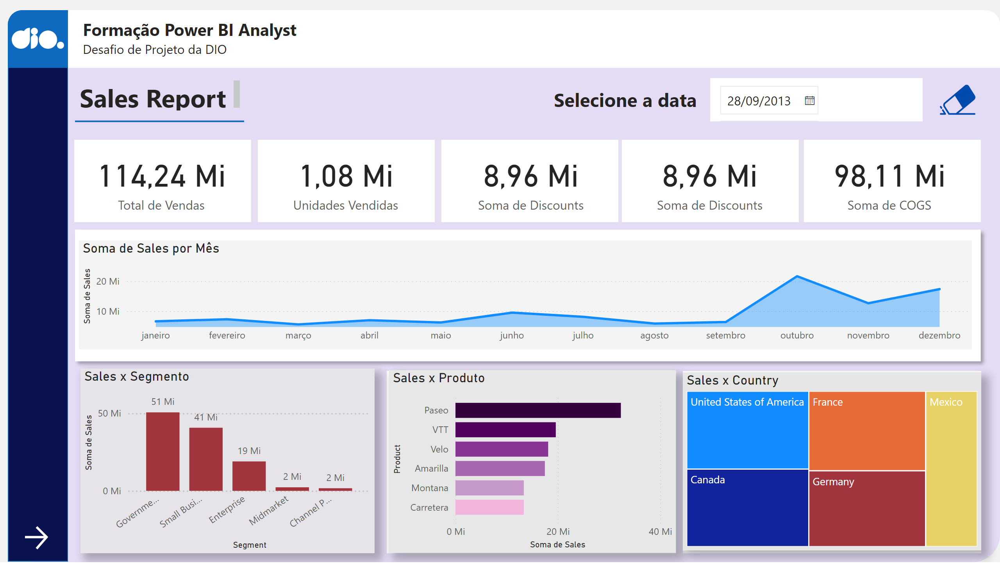 dio.
Formação Power BI Analyst
Desafio de Projeto da DIO
Sales Report
Selecione a data
28/09/2013
114,24 Mi
Total de Vendas
1,08 Mi
Unidades Vendidas
8,96 Mi
Soma de Discounts
8,96 Mi
Soma de Discounts
98,11 Mi
Soma de COGS
Soma de Sales por Mês
Soma de Sales
20 Mi
10 Mi
janeiro fevereiro março abril maio junho julho agosto setembro outubro novembro dezembro
Sales x Segmento
Soma de Sales
50 Mi
0 Mi
51 Mi
41 Mi
19 Mi
2 Mi
2 Mi
Governme...
Small Busi...
Enterprise
Midmarket
Channel P...
Segment
Sales x Produto
Product
Paseo
VTT
Velo
Amarilla
Montana
Carretera
0 Mi 20 Mi 40 Mi
Soma de Sales
Sales x Country
United States of America
France
Mexico
Canada
Germany